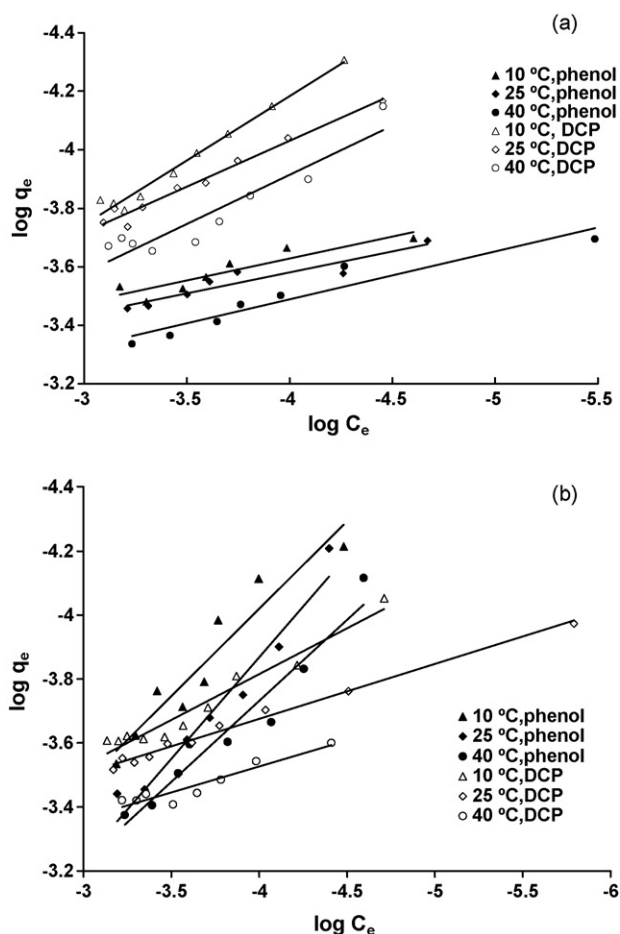 (a)
-4.4
-4.2
-4
-3.8
-3.6
-3.4
-3.2
log qe
▲ 10 ºC,phenol
◆ 25 ºC,phenol
● 40 ºC,phenol
△ 10 ºC, DCP
◇ 25 ºC,DCP
○ 40 ºC,DCP
-3 -3.5 -4 -4.5 -5 -5.5
log Ce
(b)
-4.4
-4.2
-4
-3.8
-3.6
-3.4
-3.2
log qe
▲ 10 ºC,phenol
◆ 25 ºC,phenol
● 40 ºC,phenol
△ 10 ºC,DCP
◇ 25 ºC,DCP
○ 40 ºC,DCP
-3 -3.5 -4 -4.5 -5 -5.5 -6
log Ce